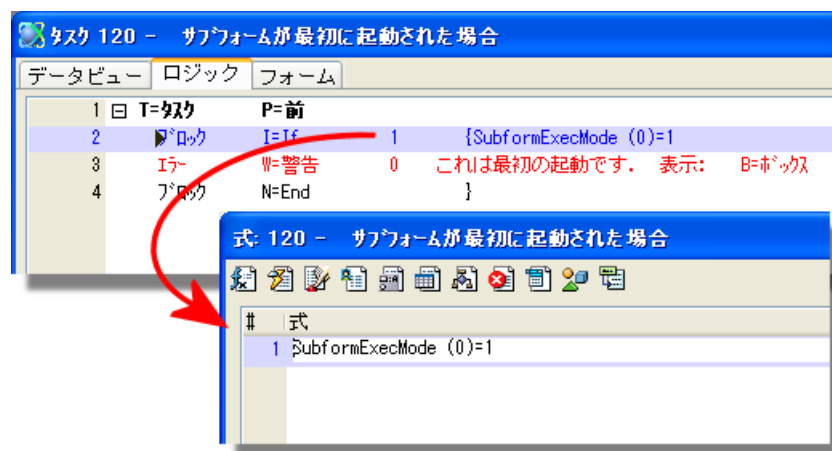 ﾀｽｸ 120 - ｻﾌﾞﾌｫｰﾑが最初に起動された場合
データビュー ロジック フォーム
1 T=ﾀｽｸ P=前
2 ﾌﾞﾛｯｸ I=If 1 {SubformExecMode (0)=1
3 ｴﾗｰ W=警告 0 これは最初の起動です. 表示: B=ﾎﾞｯｸｽ
4 ﾌﾞﾛｯｸ N=End }
式: 120 - ｻﾌﾞﾌｫｰﾑが最初に起動された場合
# 式
1 SubformExecMode (0)=1